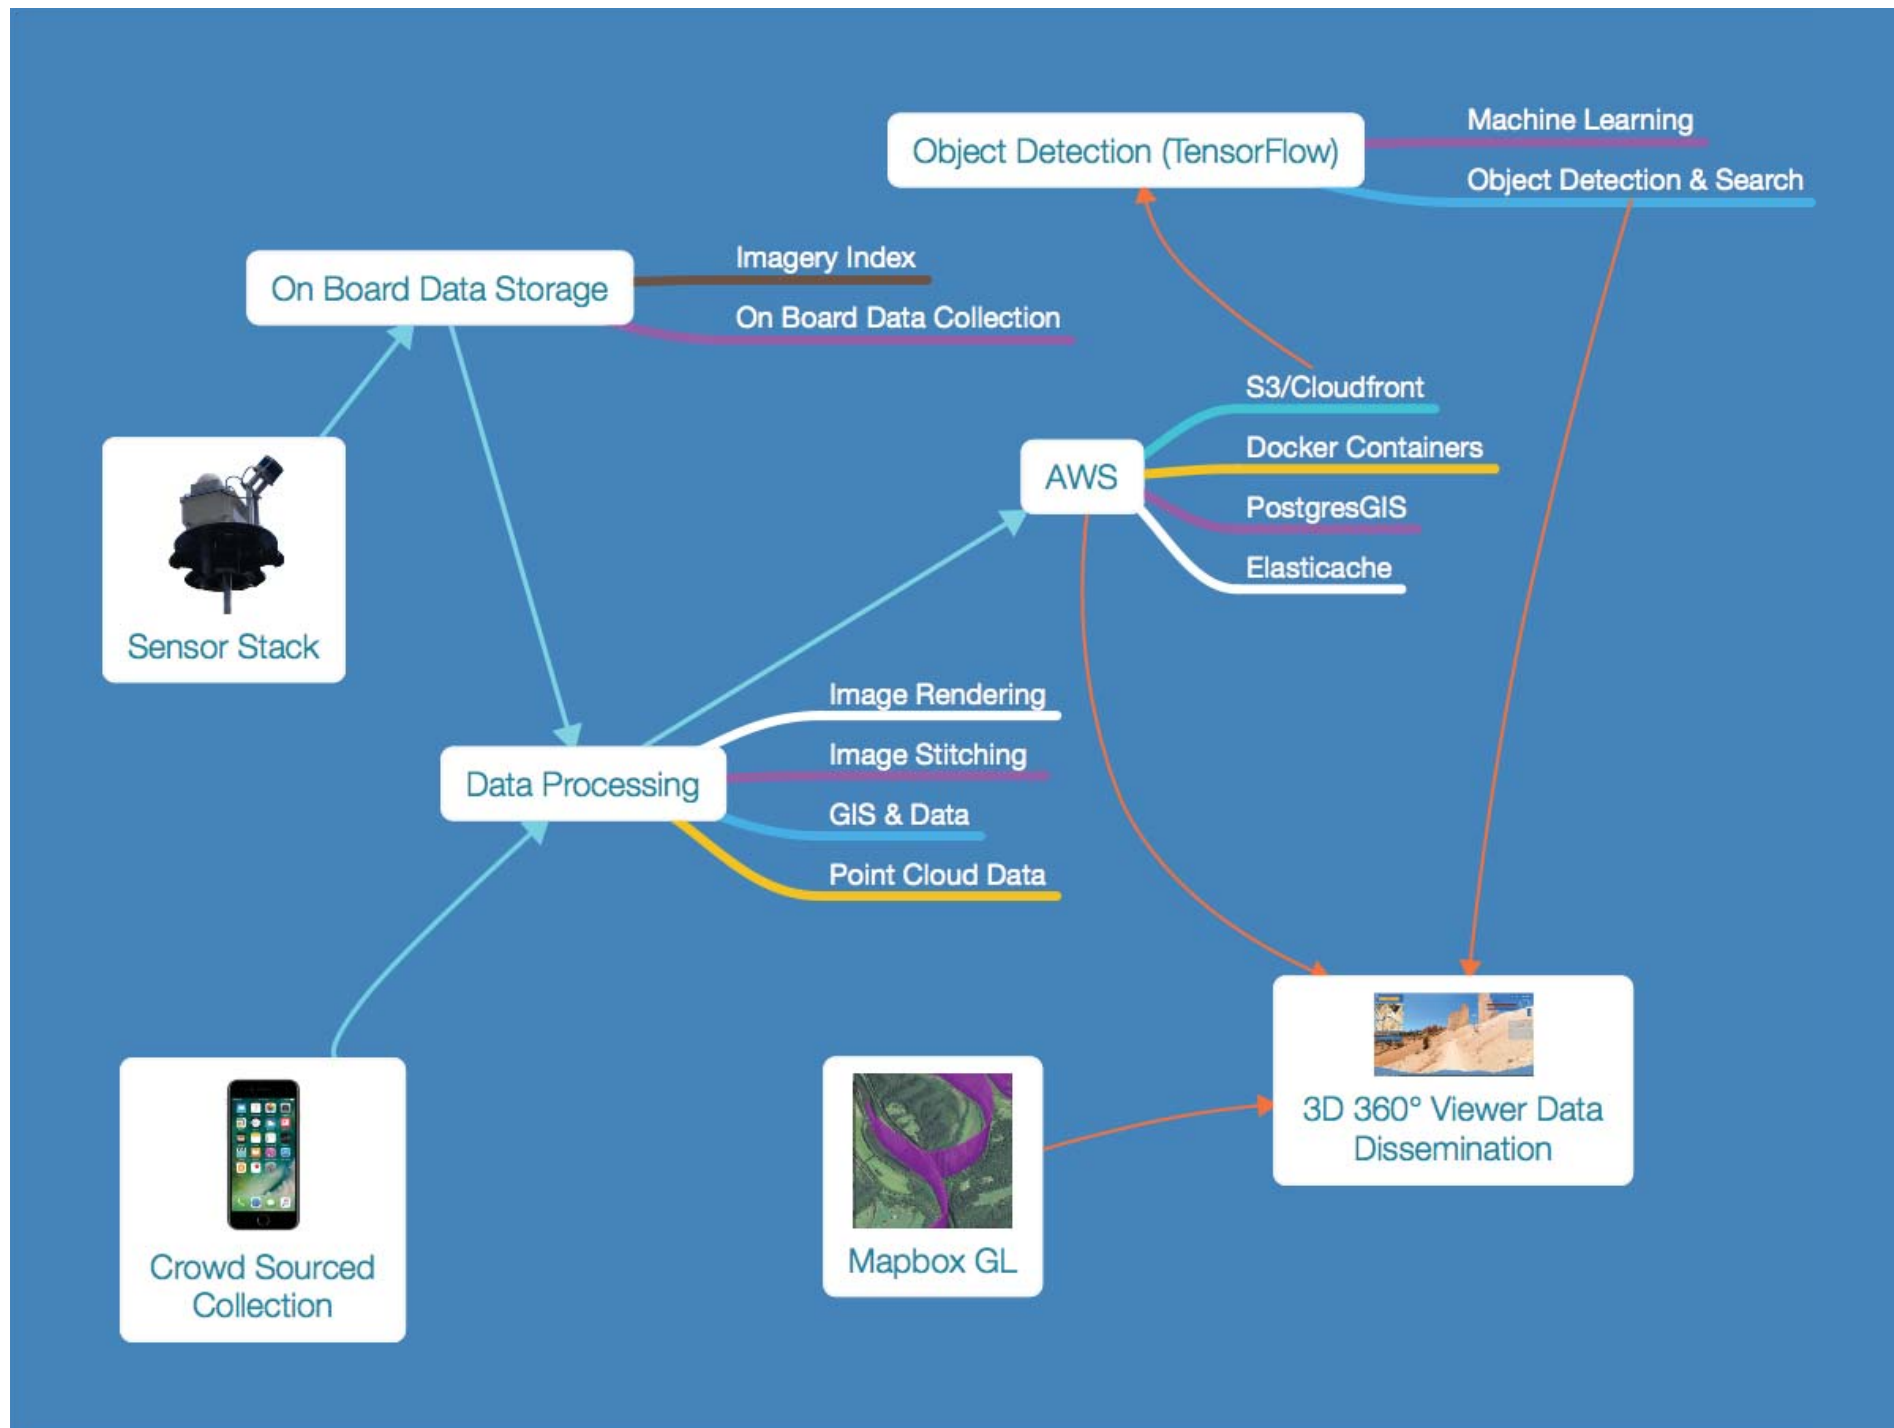 Object Detection (TensorFlow)
Machine Learning
Object Detection & Search
On Board Data Storage
Imagery Index
On Board Data Collection
Sensor Stack
AWS
S3/Cloudfront
Docker Containers
PostgresGIS
Elasticache
Data Processing
Image Rendering
Image Stitching
GIS & Data
Point Cloud Data
Crowd Sourced
Collection
Mapbox GL
3D 360° Viewer Data
Dissemination